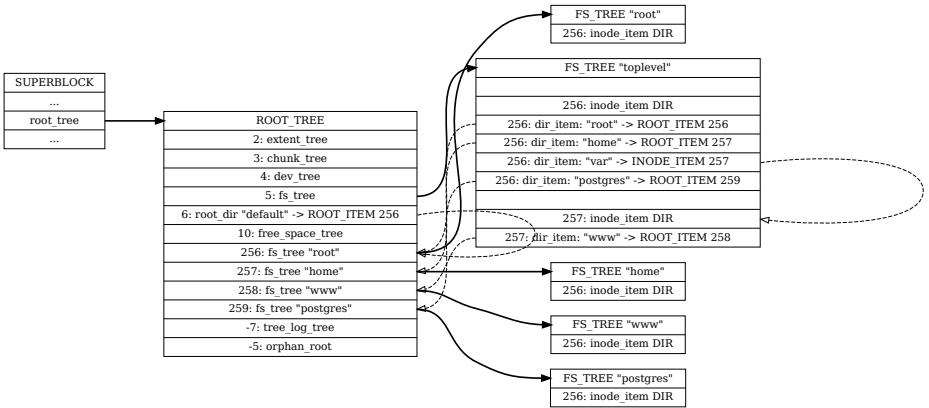 SUPERBLOCK
...
root_tree
...
ROOT_TREE
2: extent_tree
3: chunk_tree
4: dev_tree
5: fs_tree
6: root_dir "default" -> ROOT_ITEM 256
10: free_space_tree
256: fs_tree "root"
257: fs_tree "home"
258: fs_tree "www"
259: fs_tree "postgres"
-7: tree_log_tree
-5: orphan_root
FS_TREE "root"
256: inode_item DIR
FS_TREE "toplevel"
256: inode_item DIR
256: dir_item: "root" -> ROOT_ITEM 256
256: dir_item: "home" -> ROOT_ITEM 257
256: dir_item: "var" -> INODE_ITEM 257
256: dir_item: "postgres" -> ROOT_ITEM 259
257: inode_item DIR
257: dir_item: "www" -> ROOT_ITEM 258
FS_TREE "home"
256: inode_item DIR
FS_TREE "www"
256: inode_item DIR
FS_TREE "postgres"
256: inode_item DIR